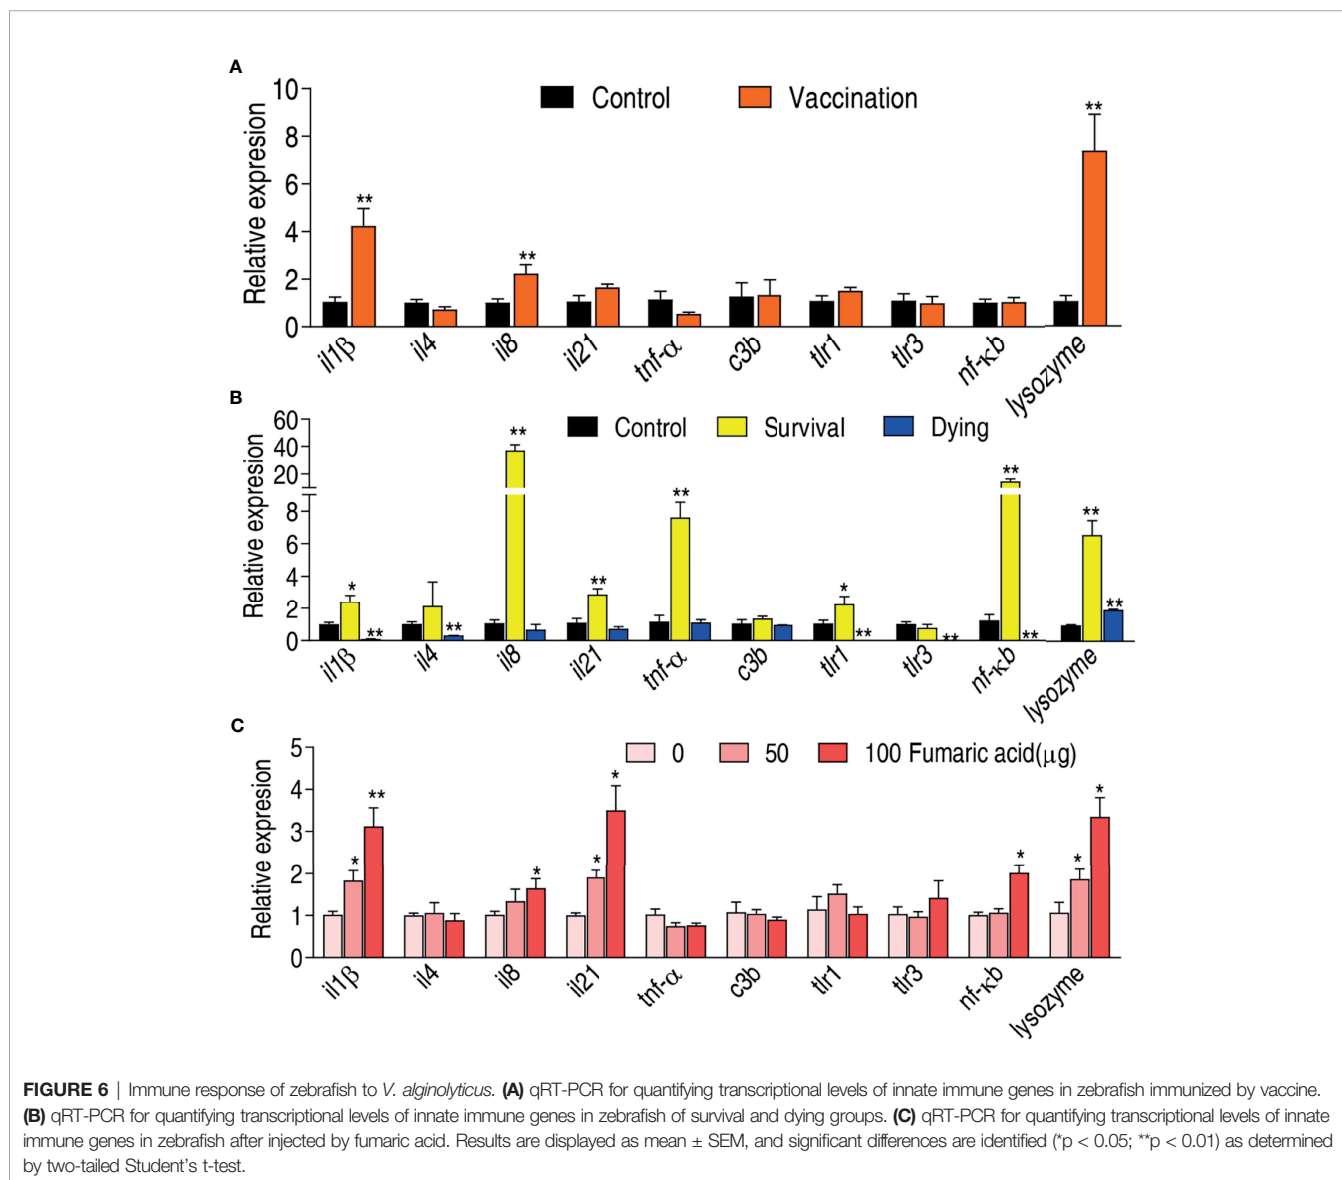 A
10
8
6
4
2
0
Relative expression
Control
Vaccination
**
**
**
il1β
il4
il8
il21
tnf-α
c3b
tlr1
tlr3
nf-κb
lysozyme
B
60
40
20
8
6
4
2
0
Relative expresion
Control
Survival
Dying
*
**
**
**
**
**
*
**
**
**
**
**
**
il1β
il4
il8
il21
tnf-α
c3b
tlr1
tlr3
nf-κb
lysozyme
C
5
4
3
2
1
0
Relative expresion
0
50
100 Fumaric acid(μg)
*
**
*
*
*
*
*
*
il1β
il4
il8
il21
tnf-α
c3b
tlr1
tlr3
nf-κb
lysozyme
FIGURE 6 | Immune response of zebrafish to V. alginolyticus. (A) qRT-PCR for quantifying transcriptional levels of innate immune genes in zebrafish immunized by vaccine.
(B) qRT-PCR for quantifying transcriptional levels of innate immune genes in zebrafish of survival and dying groups. (C) qRT-PCR for quantifying transcriptional levels of innate
immune genes in zebrafish after injected by fumaric acid. Results are displayed as mean ± SEM, and significant differences are identified (*p < 0.05; **p < 0.01) as determined
by two-tailed Student's t-test.